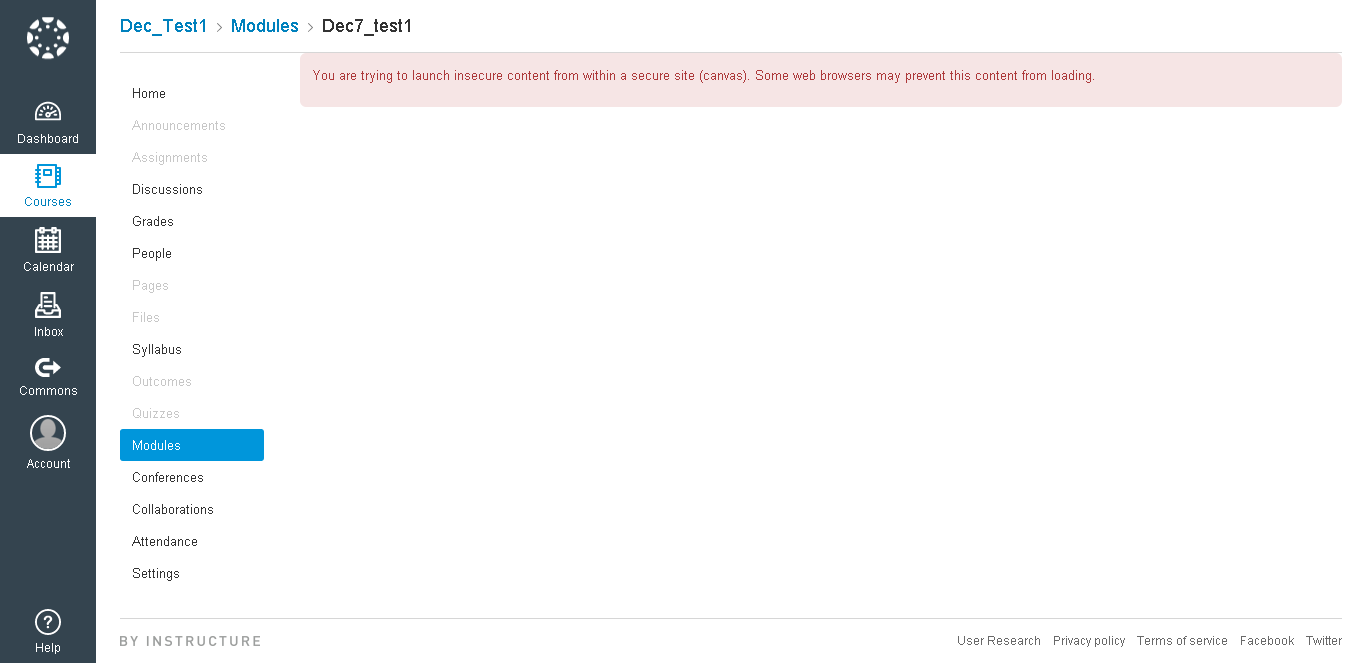 Dec_Test1 > Modules > Dec7_test1
Dashboard
Courses
Calendar
Inbox
Commons
Account
Help
Home
Announcements
Assignments
Discussions
Grades
People
Pages
Files
Syllabus
Outcomes
Quizzes
Modules
Conferences
Collaborations
Attendance
Settings
You are trying to launch insecure content from within a secure site (canvas). Some web browsers may prevent this content from loading.
BY INSTRUCTURE
User Research Privacy policy Terms of service Facebook Twitter